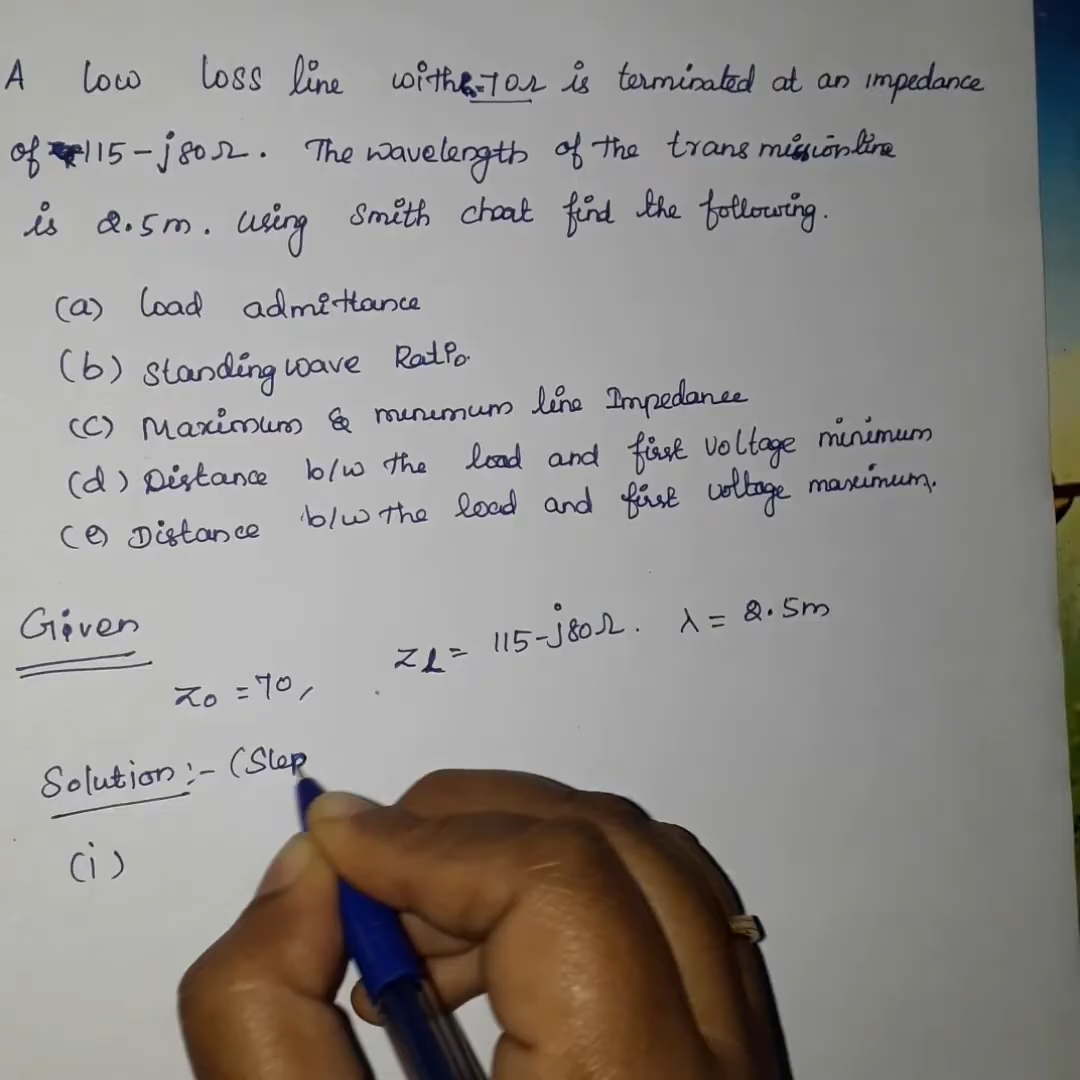 A low loss line with =70Ω is terminated at an impedance
of 115-j80Ω. The wavelength of the transmission line
is 2.5m. using smith chart find the following.
(a) load admittance
(b) standing wave Ratio
(c) Maximum & minimum line Impedance
(d) Distance b/w the load and first voltage minimum
(e) Distance b/w the load and first voltage maximum.
Given
Z0 = 70, ZL = 115-j80Ω. λ = 2.5m
Solution:- (Step
(i)